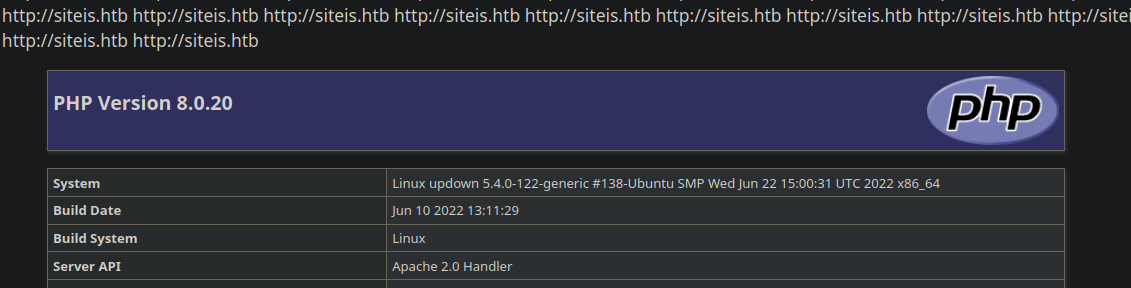 http://siteis.htb http://siteis.htb http://siteis.htb http://siteis.htb http://siteis.htb http://siteis.htb http://siteis.htb http://siteis.htb http://sitei
http://siteis.htb http://siteis.htb
PHP Version 8.0.20
php
System Linux updown 5.4.0-122-generic #138-Ubuntu SMP Wed Jun 22 15:00:31 UTC 2022 x86_64
Build Date Jun 10 2022 13:11:29
Build System Linux
Server API Apache 2.0 Handler